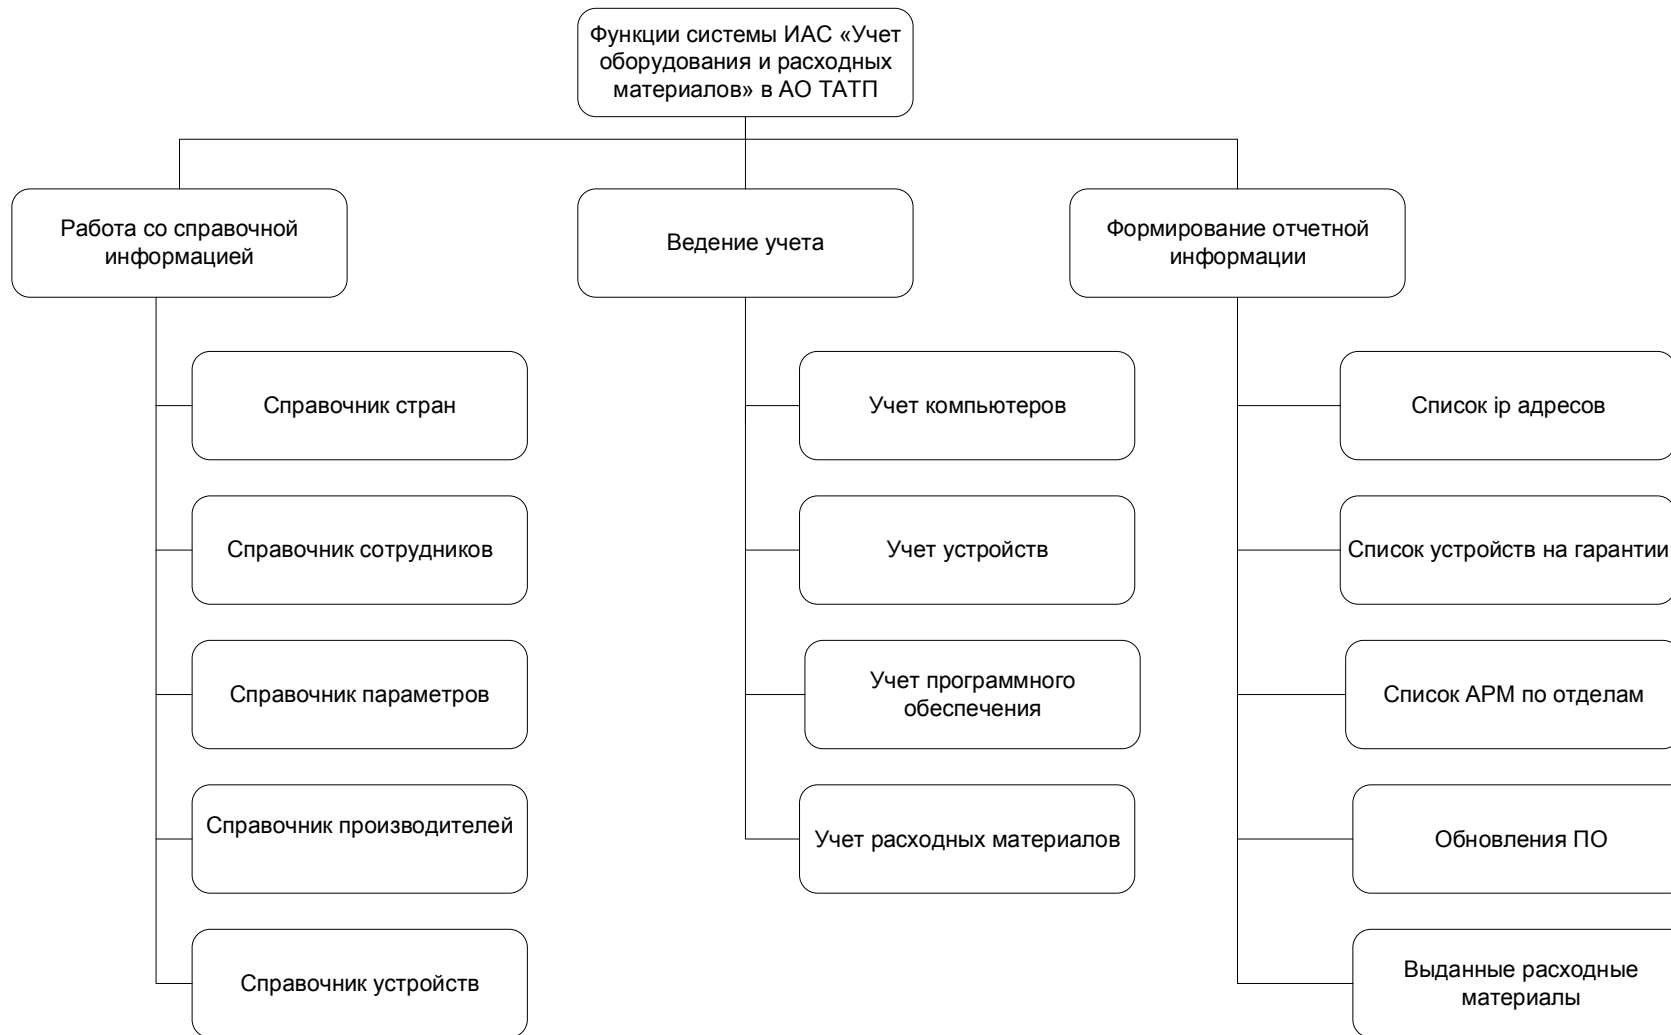 Функции системы ИАС «Учет
оборудования и расходных
материалов» в АО ТАТП
Работа со справочной
информацией
Ведение учета
Формирование отчетной
информации
Справочник стран
Справочник сотрудников
Справочник параметров
Справочник производителей
Справочник устройств
Учет компьютеров
Учет устройств
Учет программного
обеспечения
Учет расходных материалов
Список ip адресов
Список устройств на гарантии
Список АРМ по отделам
Обновления ПО
Выданные расходные
материалы